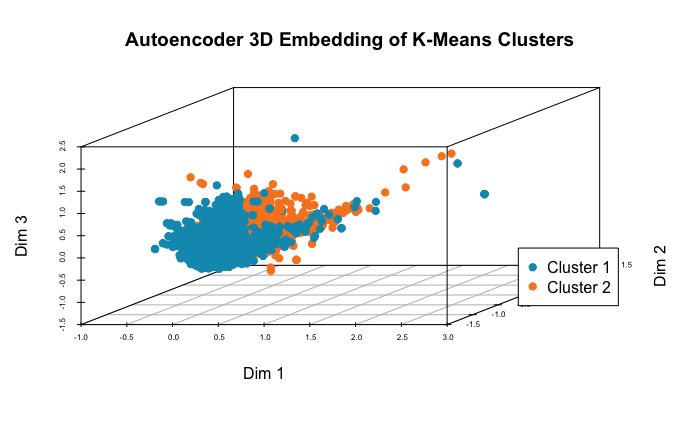 Autoencoder 3D Embedding of K-Means Clusters
2.5
2.0
1.5
1.0
0.5
0.0
-0.5
-1.0
-1.5
Dim 3
-1.0 -0.5 0.0 0.5 1.0 1.5 2.0 2.5 3.0
Dim 1
-1.5
-1.0
1.5
Dim 2
Cluster 1
Cluster 2